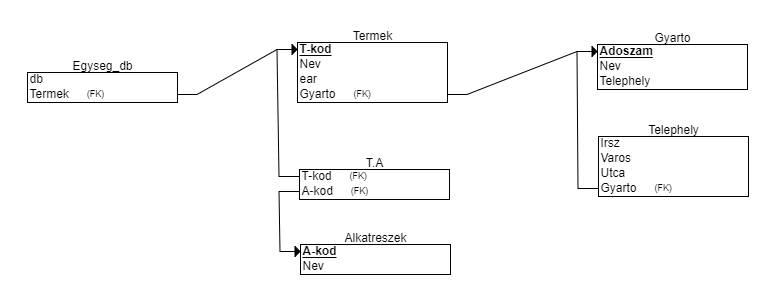 Egyseg_db
db
Termek (FK)
Termek
T-kod
Nev
ear
Gyarto (FK)
Gyarto
Adoszam
Nev
Telephely
Telephely
Irsz
Varos
Utca
Gyarto (FK)
T.A
T-kod (FK)
A-kod (FK)
Alkatreszek
A-kod
Nev